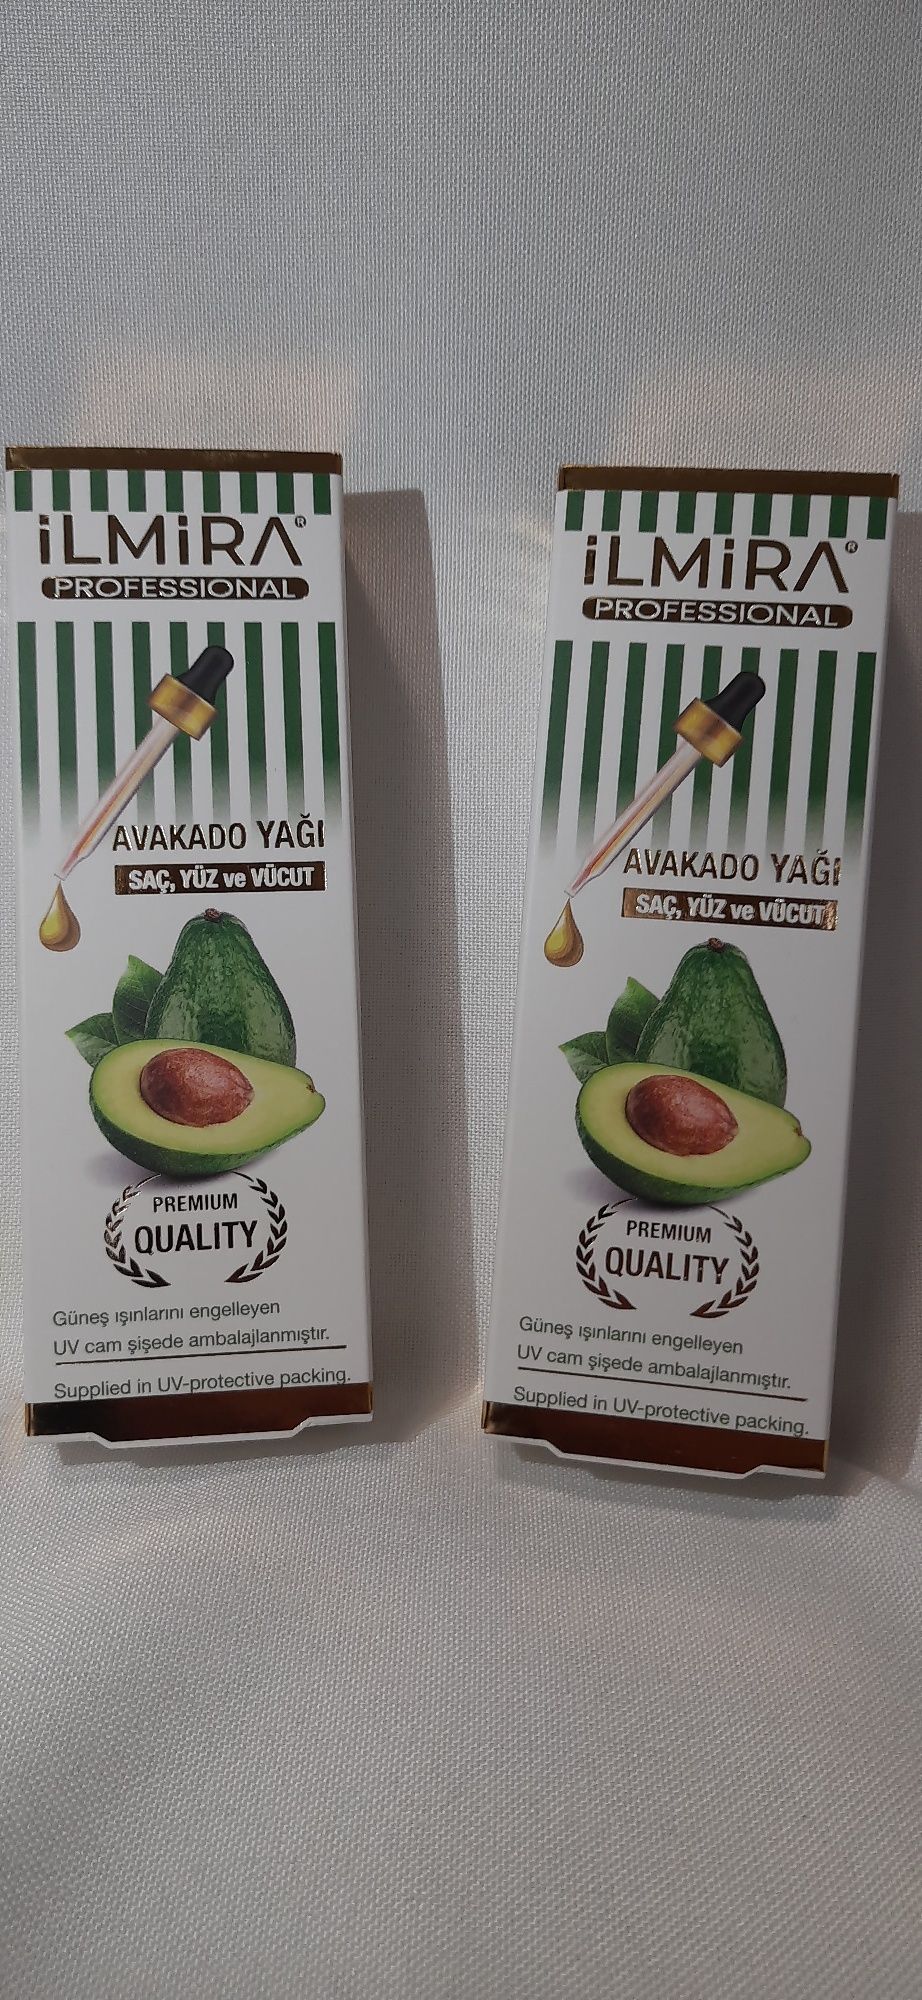 iLMiRA®
PROFESSIONAL
AVAKADO YAĞI
SAÇ, YÜZ ve VÜCUT
PREMIUM
QUALITY
Güneş ışınlarını engelleyen
UV cam şişede ambalajlanmıştır.
Supplied in UV-protective packing.
iLMiRA®
PROFESSIONAL
AVAKADO YAĞI
SAÇ, YÜZ ve VÜCUT
PREMIUM
QUALITY
Güneş ışınlarını engelleyen
UV cam şişede ambalajlanmıştır.
Supplied in UV-protective packing.